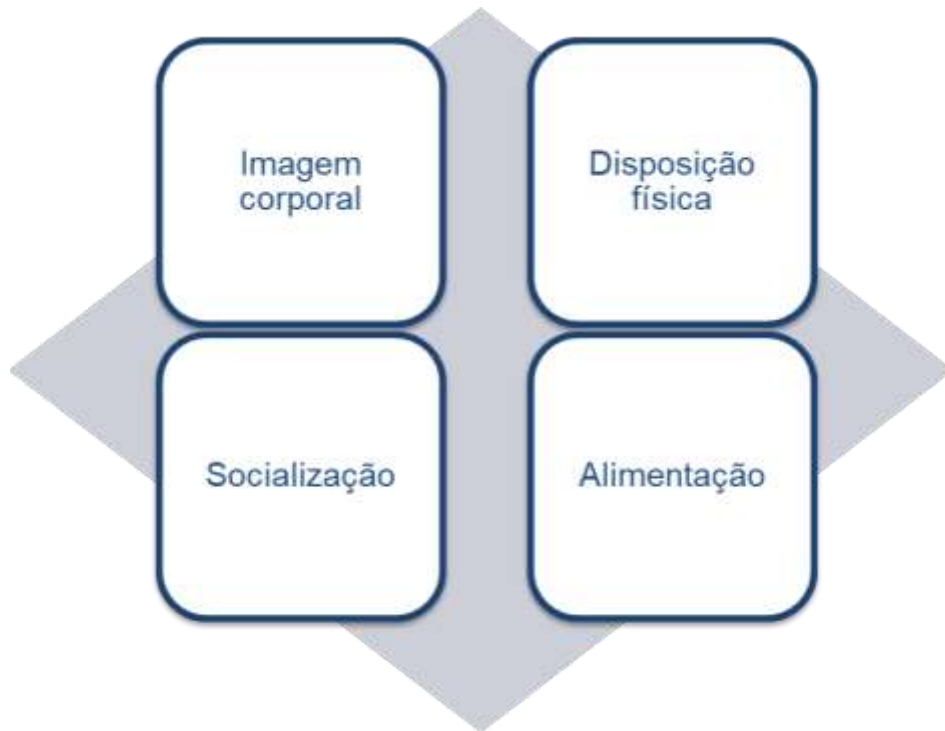 Imagem
corporal
Disposição
física
Socialização
Alimentação